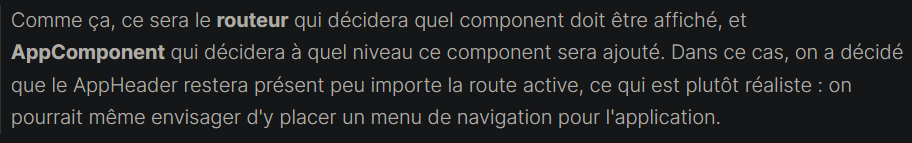 Comme ça, ce sera le routeur qui décidera quel component doit être affiché, et
AppComponent qui décidera à quel niveau ce component sera ajouté. Dans ce cas, on a décidé
que le AppHeader restera présent peu importe la route active, ce qui est plutôt réaliste : on
pourrait même envisager d'y placer un menu de navigation pour l'application.